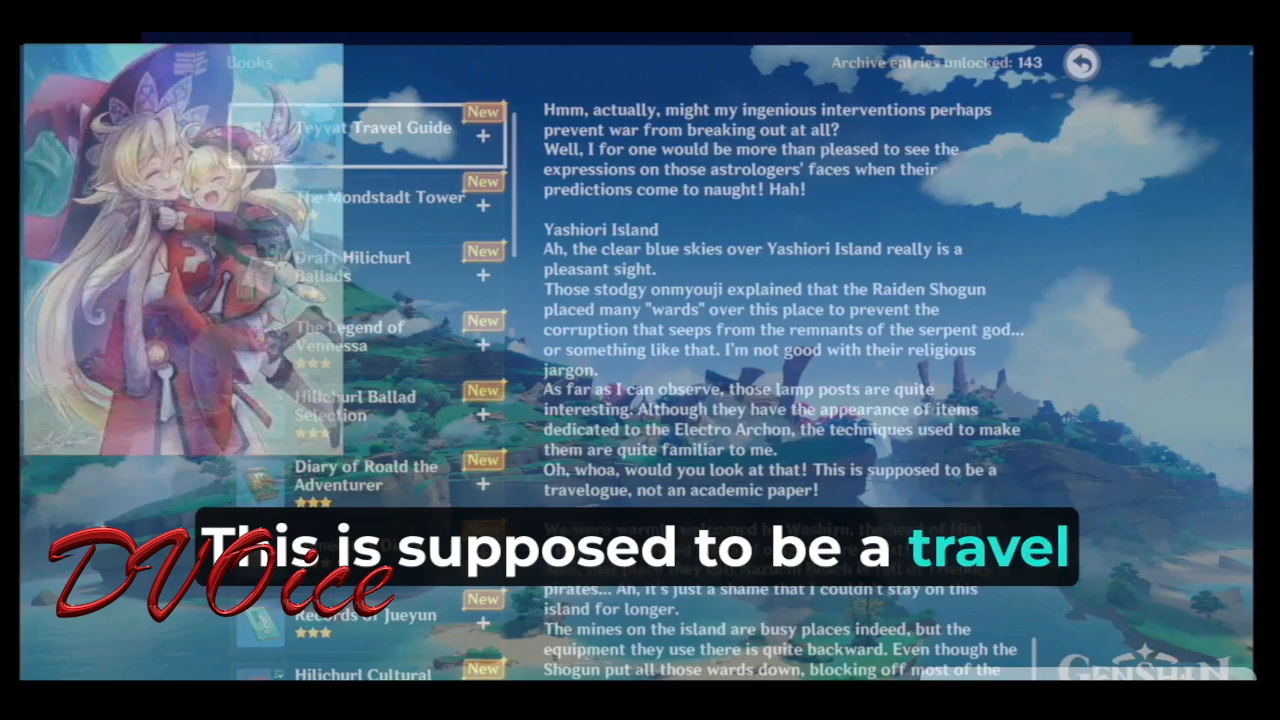 Books
Archive entries unlocked: 143
New
Teyvat Travel Guide
New
The Mondstadt Tower
New
Draft Hilichurl
Ballads
New
The Legend of
Vennessa
New
Hilichurl Ballad
Selection
New
Diary of Roald the
Adventurer
New
Records of Jueyun
New
Hilichurl Cultural
Hmm, actually, might my ingenious interventions perhaps
prevent war from breaking out at all?
Well, I for one would be more than pleased to see the
expressions on those astrologers' faces when their
predictions come to naught! Hah!
Yashiori Island
Ah, the clear blue skies over Yashiori Island really is a
pleasant sight.
Those stodgy onmyouji explained that the Raiden Shogun
placed many "wards" over this place to prevent the
corruption that seeps from the remnants of the serpent god...
or something like that. I'm not good with their religious
jargon.
As far as I can observe, those lamp posts are quite
interesting. Although they have the appearance of items
dedicated to the Electro Archon, the techniques used to make
them are quite familiar to me.
Oh, whoa, would you look at that! This is supposed to be a
travelogue, not an academic paper!
We were warmly welcomed by Washizu, the head of Higi
This is supposed to be a travel
DVOice
pirates... Ah, it's just a shame that I couldn't stay on this
island for longer.
The mines on the island are busy places indeed, but the
equipment they use there is quite backward. Even though the
Shogun put all those wards down, blocking off most of the
GENSHIN